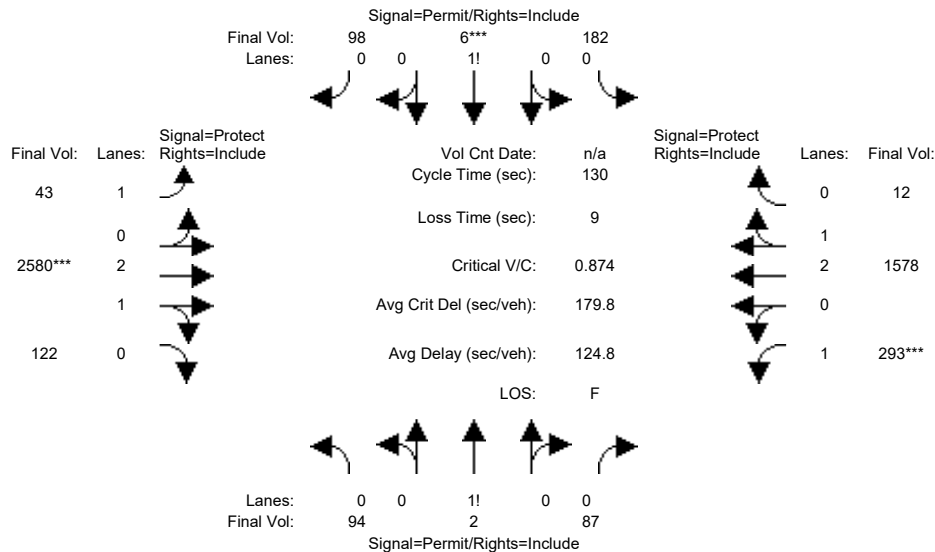 Signal=Permit/Rights=Include
Final Vol: 98 6*** 182
Lanes: 0 0 1! 0 0
Signal=Protect Signal=Protect
Final Vol: Lanes: Rights=Include Vol Cnt Date: n/a Rights=Include Lanes: Final Vol:
Cycle Time (sec): 130
43 1 0 12
Loss Time (sec): 9
0 1
2580*** 2 Critical V/C: 0.874 2 1578
1 Avg Crit Del (sec/veh): 179.8 0
122 0 Avg Delay (sec/veh): 124.8 1 293***
LOS: F
Lanes: 0 0 1! 0 0
Final Vol: 94 2 87
Signal=Permit/Rights=Include